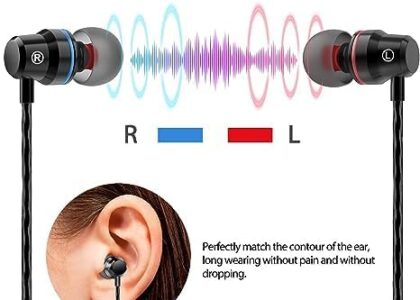 R
L
R L
Perfectly match the contour of the ear,
long wearing without pain and without
dropping.